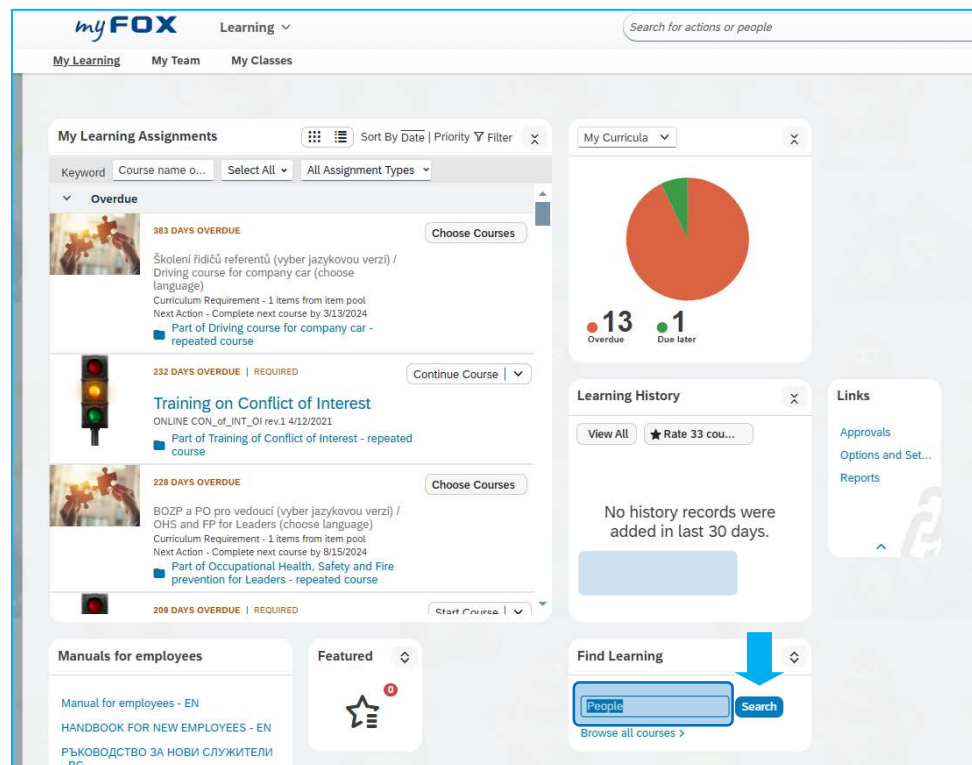 myFOX
Learning
Search for actions or people
My Learning
My Team
My Classes
My Learning Assignments
Sort By Date | Priority
Filter
Keyword
Course name o...
Select All
All Assignment Types
Overdue
383 DAYS OVERDUE
Choose Courses
Školení řidičů referentů (vyber jazykovou verzi) /
Driving course for company car (choose
language)
Curriculum Requirement - 1 items from item pool
Next Action - Complete next course by 3/13/2024
Part of Driving course for company car -
repeated course
232 DAYS OVERDUE | REQUIRED
Continue Course
Training on Conflict of Interest
ONLINE CON_of_INT_OI rev.1 4/12/2021
Part of Training of Conflict of Interest - repeated
course
228 DAYS OVERDUE
Choose Courses
BOZP a PO pro vedoucí (vyber jazykovou verzi) /
OHS and FP for Leaders (choose language)
Curriculum Requirement - 1 items from item pool
Next Action - Complete next course by 8/15/2024
Part of Occupational Health, Safety and Fire
prevention for Leaders - repeated course
209 DAYS OVERDUE | REQUIRED
Start Course
My Curricula
13
Overdue
1
Due later
Learning History
View All
Rate 33 cou...
No history records were
added in last 30 days.
Links
Approvals
Options and Set...
Reports
Manuals for employees
Manual for employees - EN
HANDBOOK FOR NEW EMPLOYEES - EN
РЪКОВОДСТВО ЗА НОВИ СЛУЖИТЕЛИ
Featured
0
Find Learning
People
Search
Browse all courses >